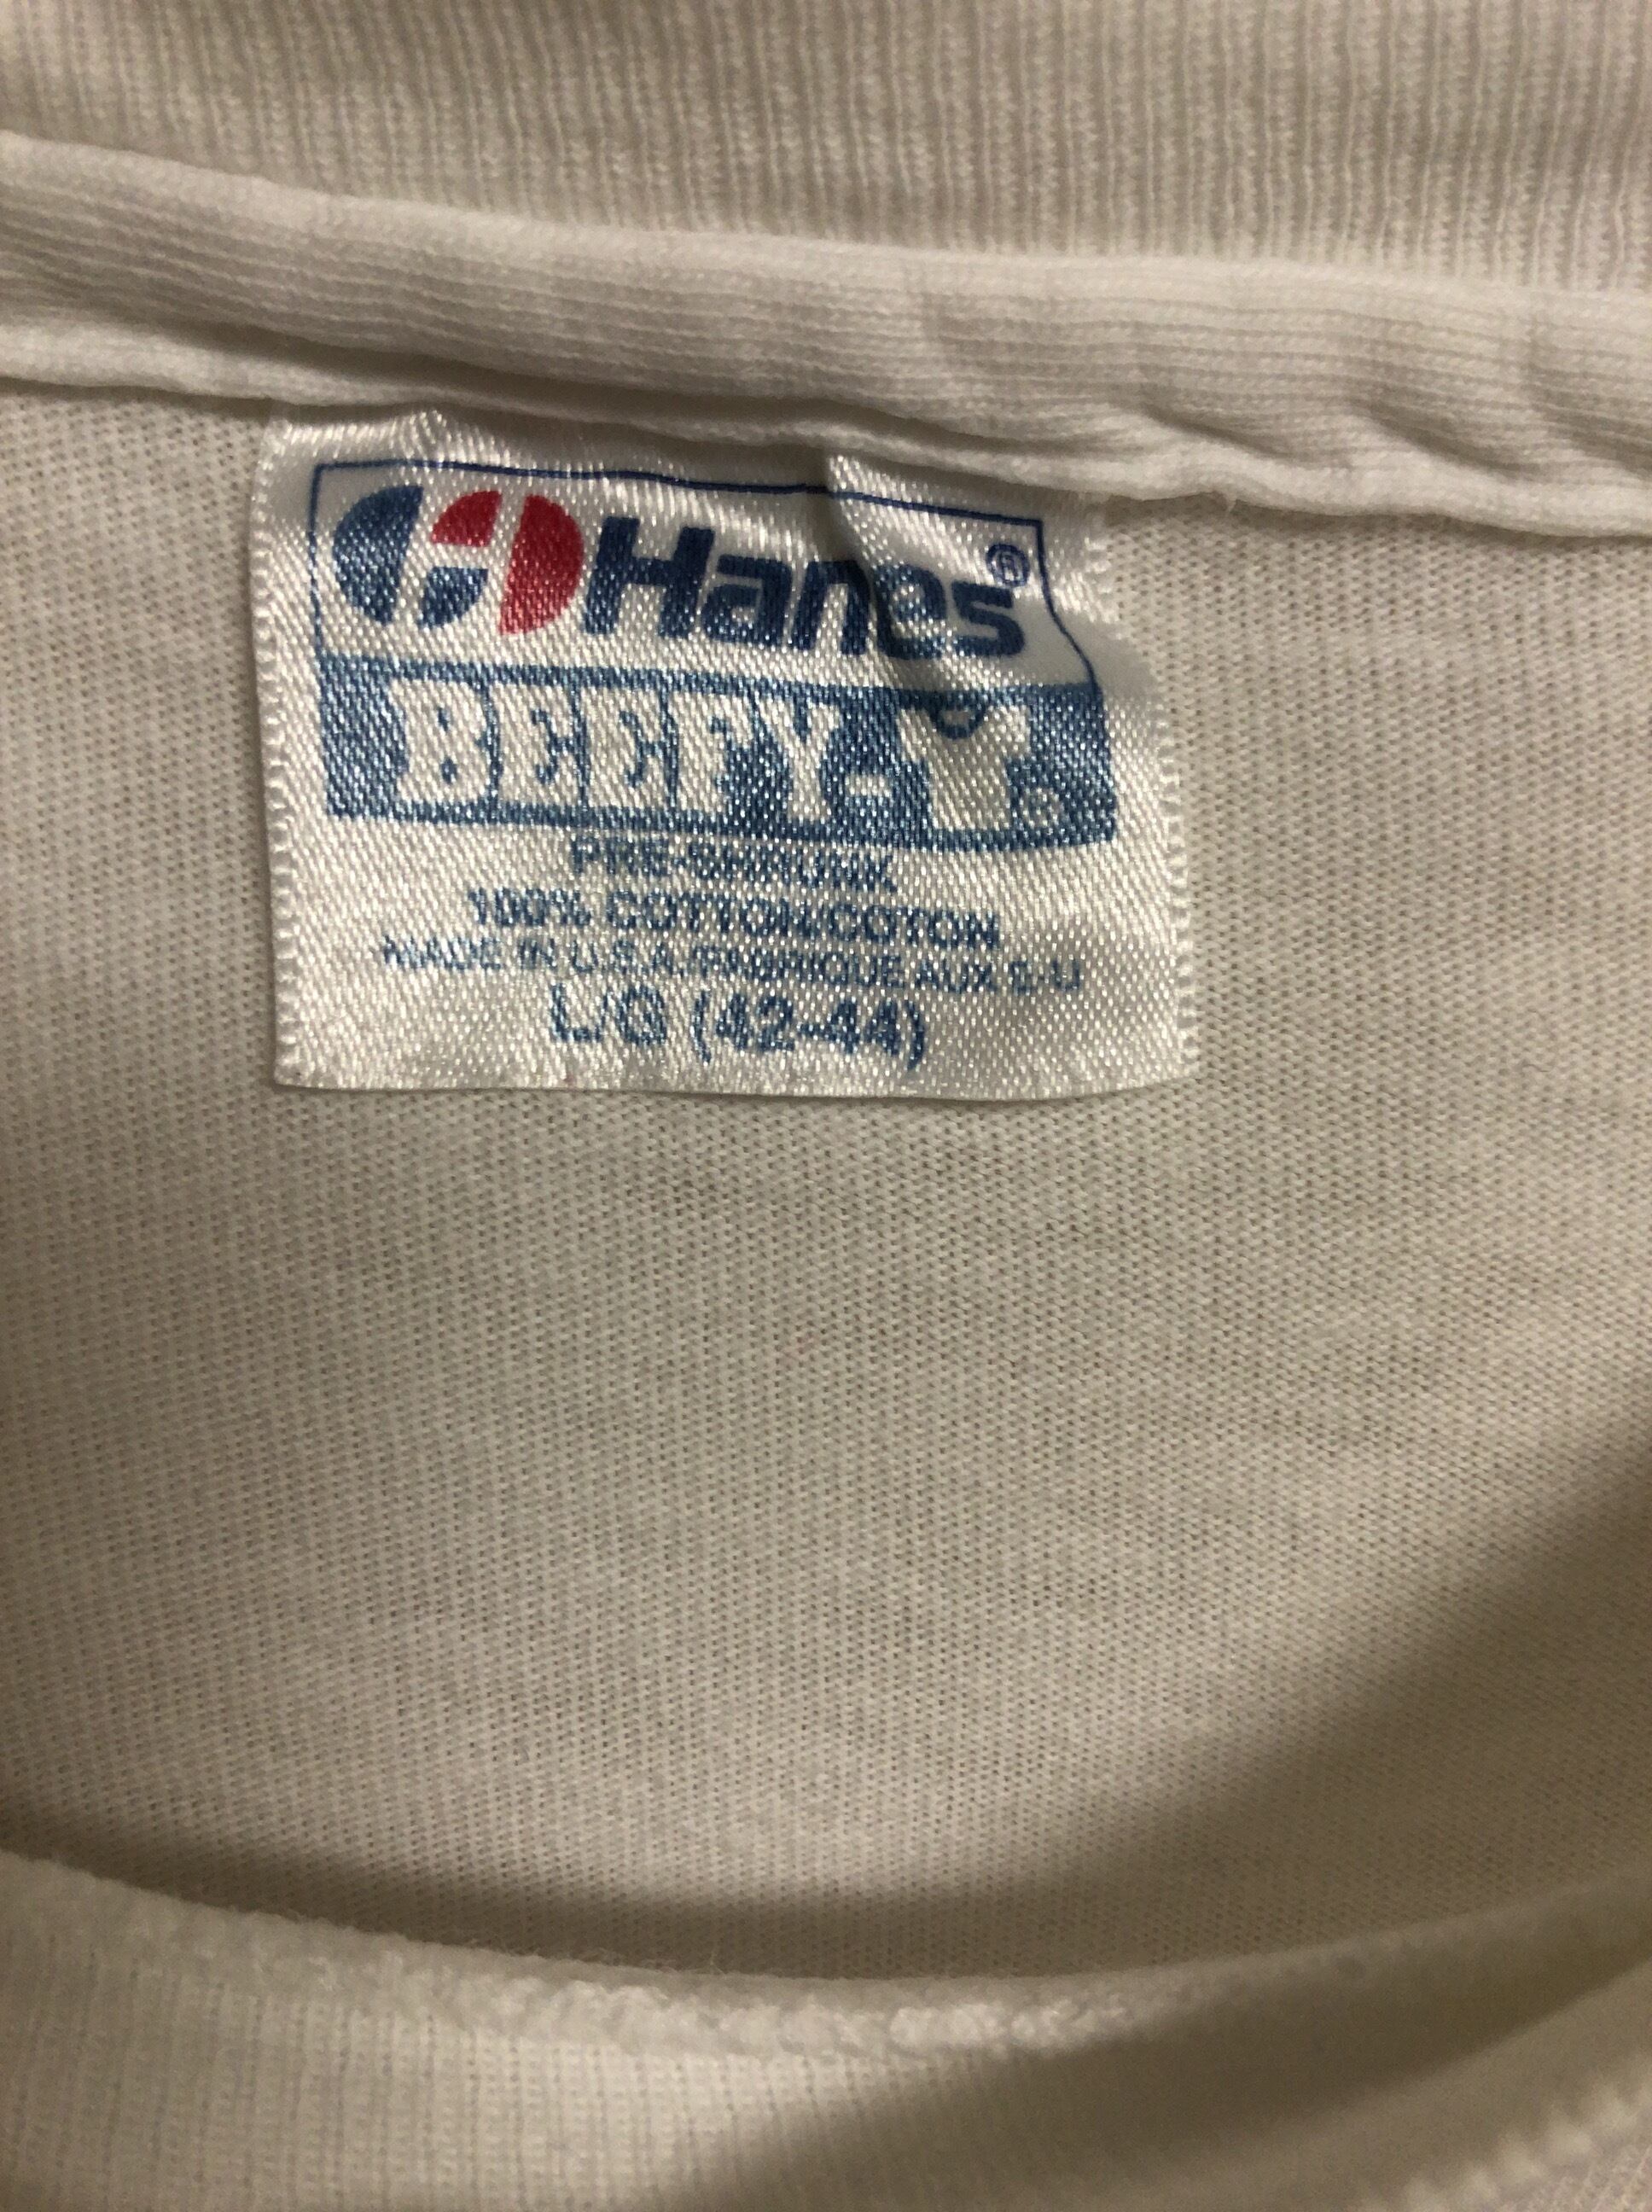 Hanes®
BEEFY-T®
PRE-SHRUNK
100% COTTON/COTON
MADE IN U.S.A./FABRIQUE AUX E-U
L/G (42-44)